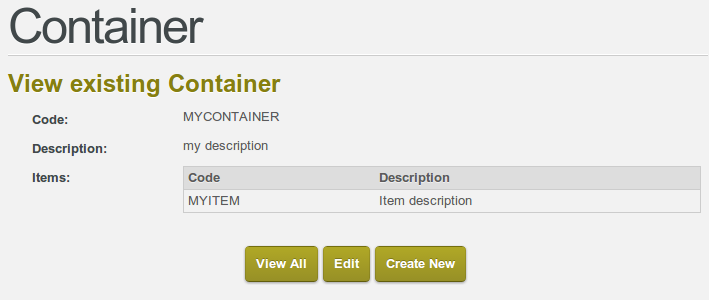 Container
View existing Container
Code: MYCONTAINER
Description: my description
Items: Code Description
MYITEM Item description
View All Edit Create New